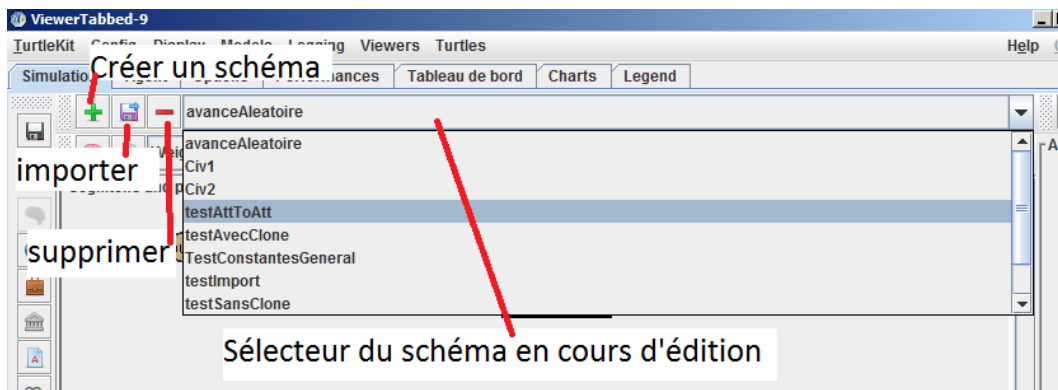 ViewerTabbed-9
TurtleKit Config Display Models Logging Viewers Turtles Help
Créer un schéma
Simulatio Performances Tableau de bord Charts Legend
avanceAleatoire
avanceAleatoire
importer
Civ1
Civ2
testAttToAtt
testAvecClone
supprimer
TestConstantesGeneral
testImport
testSansClone
Sélecteur du schéma en cours d'édition